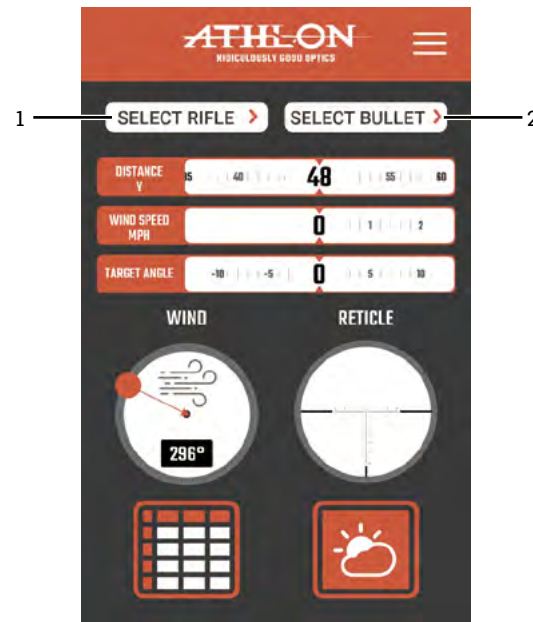 ATHLON
RIDICULOUSLY GOOD OPTICS
1 SELECT RIFLE > SELECT BULLET > 2
DISTANCE 35 40 48 55 60
Y
WIND SPEED 0 1 2
MPH
TARGET ANGLE -10 -5 0 5 10
WIND RETICLE
296°